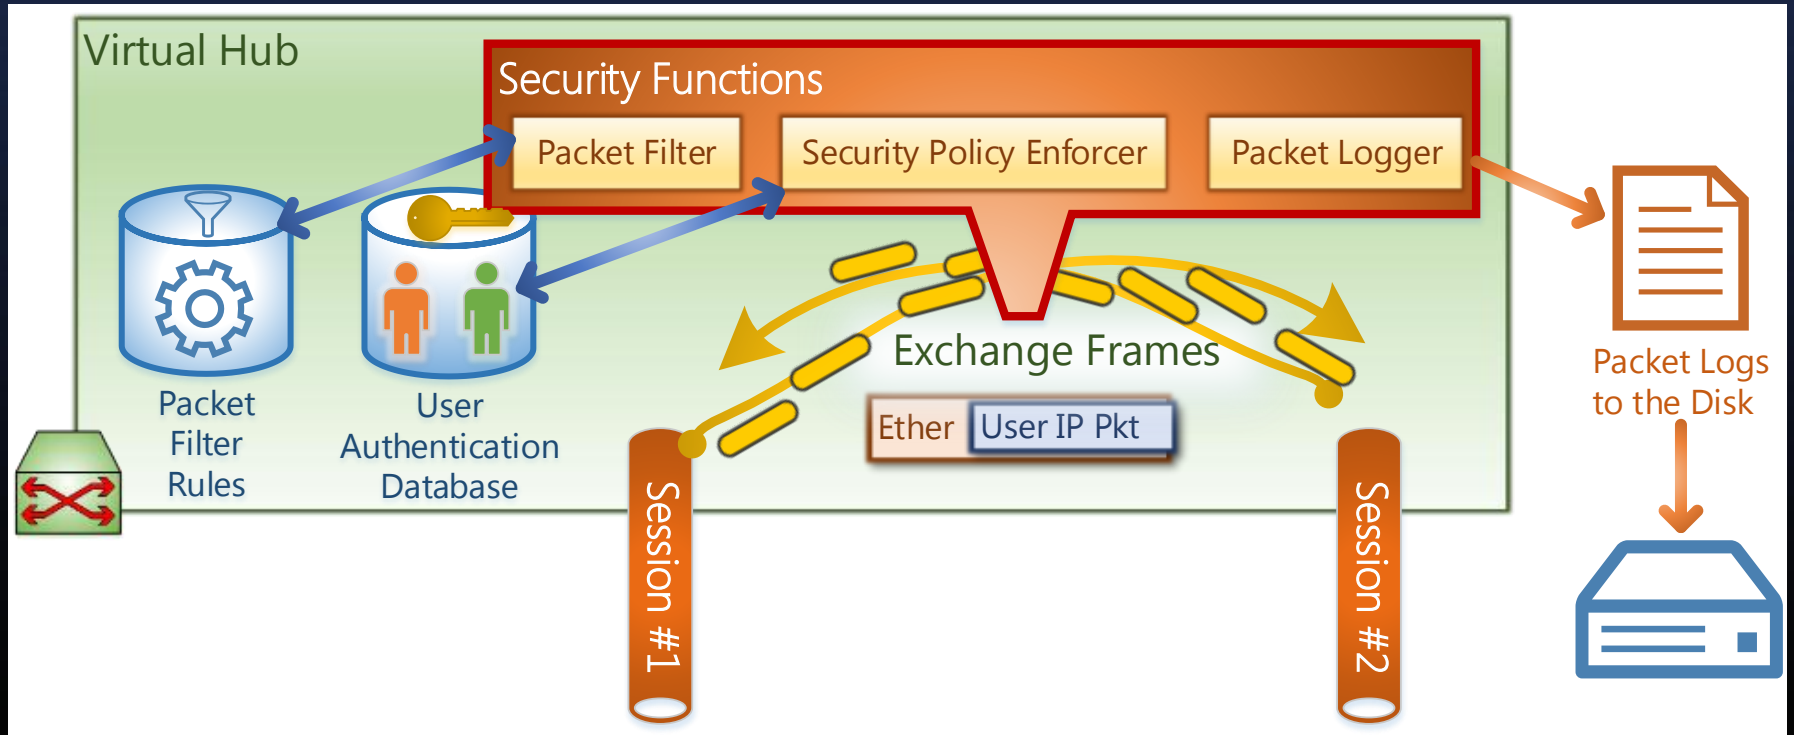 Virtual Hub
Security Functions
Packet Filter
Security Policy Enforcer
Packet Logger
Packet
Filter
Rules
User
Authentication
Database
Exchange Frames
Ether
User IP Pkt
Session #1
Session #2
Packet Logs
to the Disk